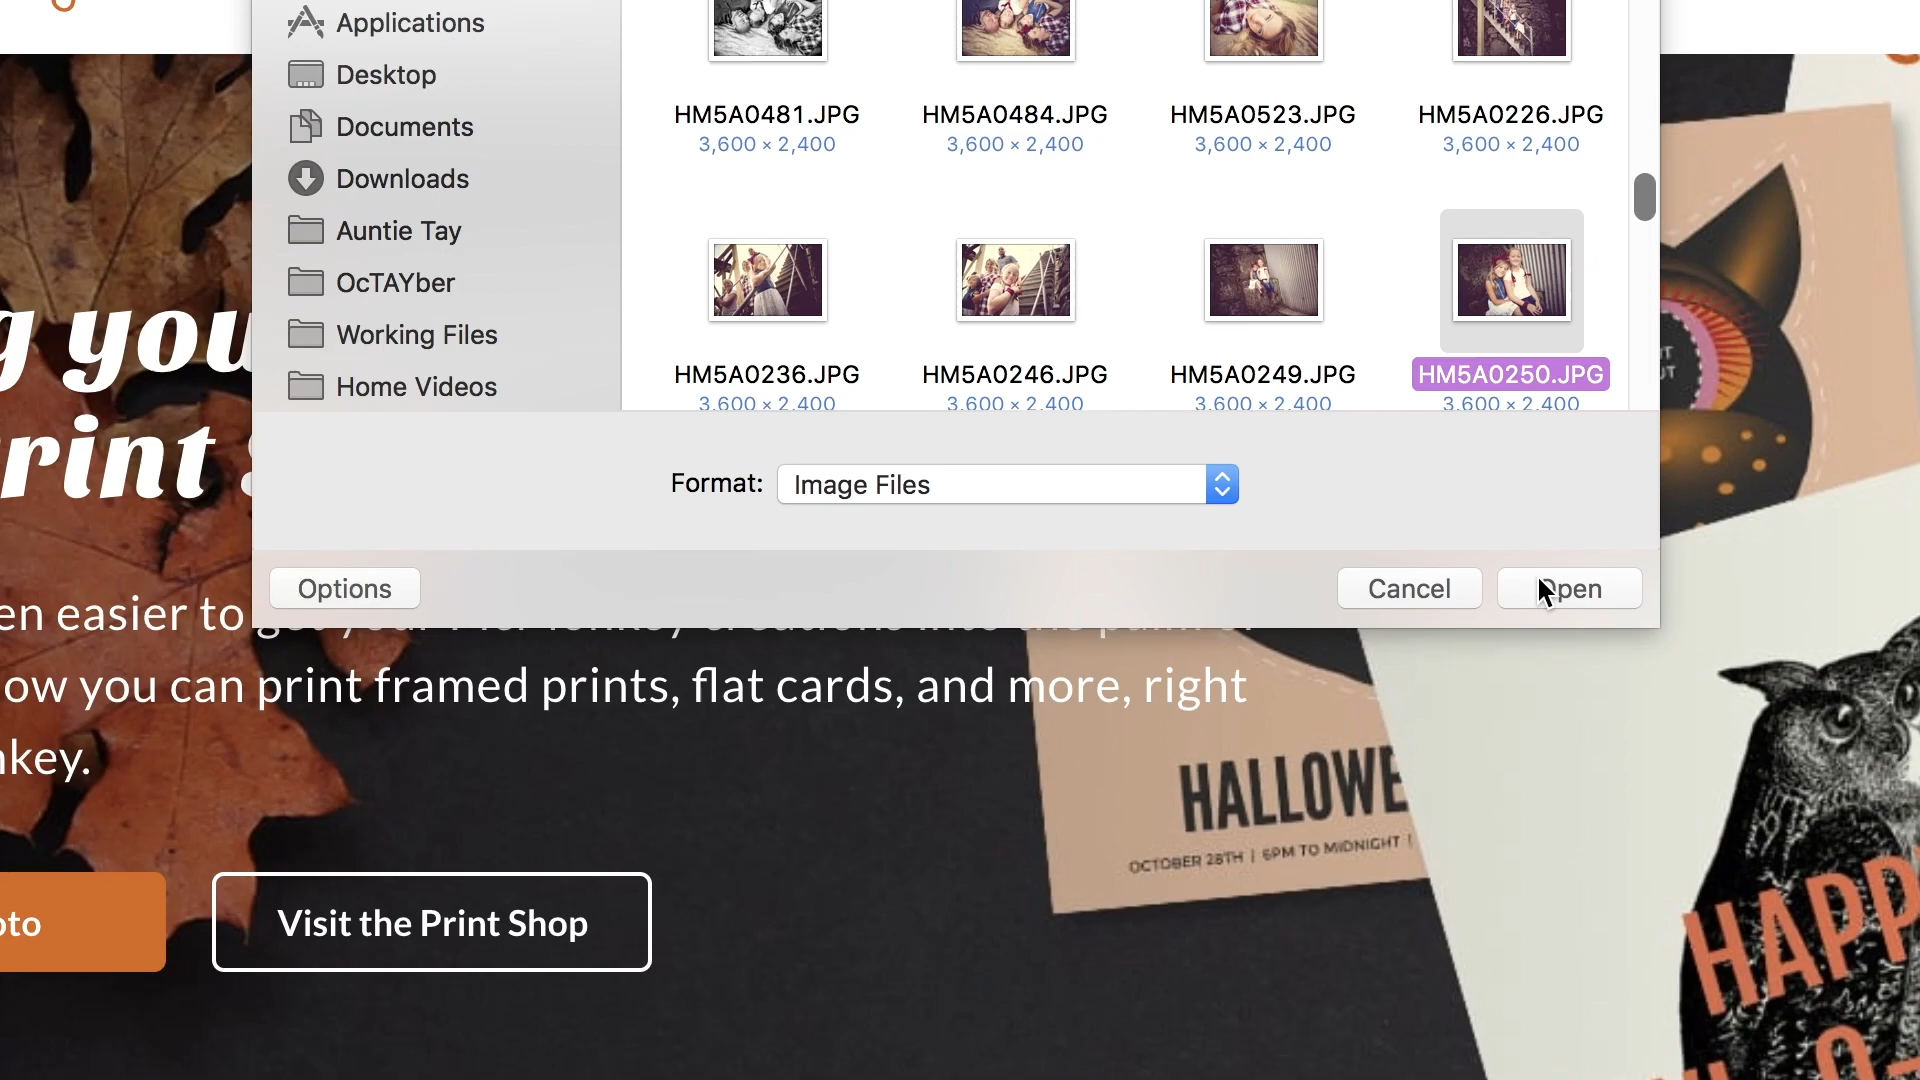 Applications
Desktop
Documents
Downloads
Auntie Tay
OcTAYber
Working Files
Home Videos
HM5A0481.JPG HM5A0484.JPG HM5A0523.JPG HM5A0226.JPG
3,600 × 2,400 3,600 × 2,400 3,600 × 2,400 3,600 × 2,400
HM5A0236.JPG HM5A0246.JPG HM5A0249.JPG HM5A0250.JPG
3,600 × 2,400 3,600 × 2,400 3,600 × 2,400 3,600 × 2,400
Format: Image Files
Options Cancel Open
g you
rint
en easier to
ow you can print framed prints, flat cards, and more, right
nkey.
oto
Visit the Print Shop
HALLOWE
OCTOBER 28TH | 6PM TO MIDNIGHT |
HAPP